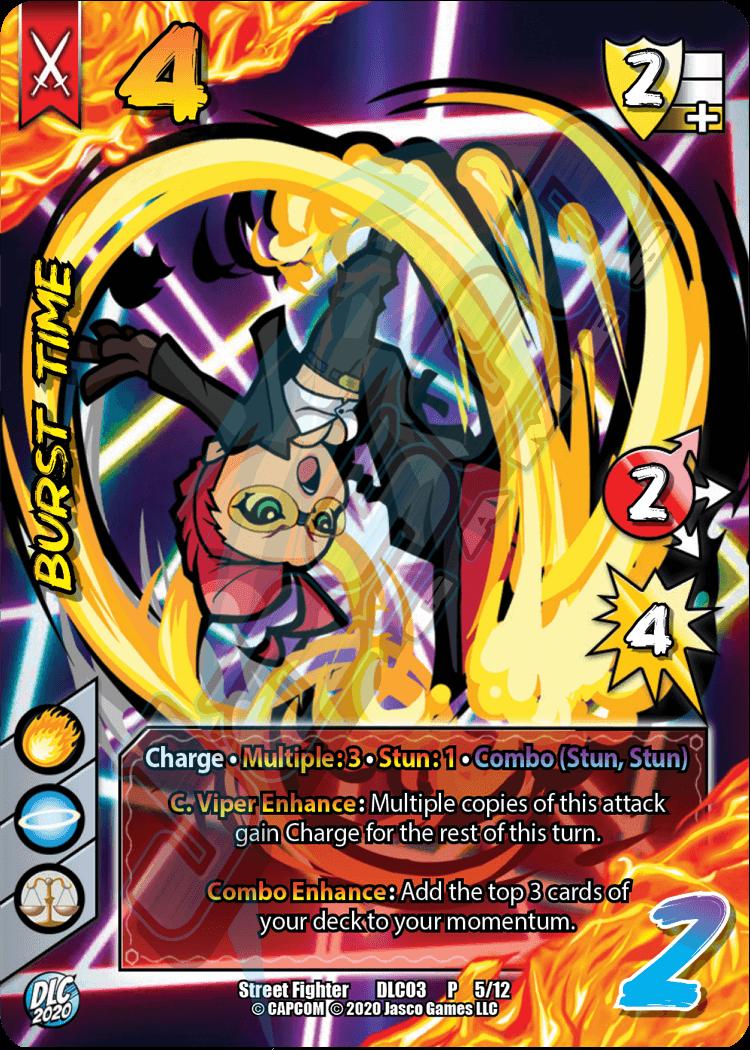 4
2
+
BURST TIME
2
4
Charge • Multiple: 3 • Stun: 1 • Combo (Stun, Stun)
C. Viper Enhance: Multiple copies of this attack
gain Charge for the rest of this turn.
Combo Enhance: Add the top 3 cards of
your deck to your momentum.
2
DLC
2020
Street Fighter DLC03 P 5/12
© CAPCOM © 2020 Jasco Games LLC